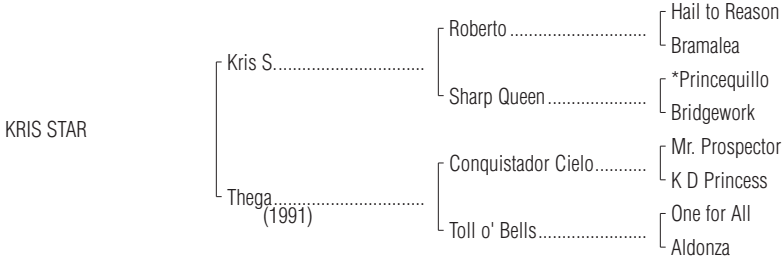 Hail to Reason
Roberto ............................
Bramalea
Kris S. ..............................
*Princequillo
Sharp Queen ....................
Bridgework
KRIS STAR
Mr. Prospector
Conquistador Cielo ...........
K D Princess
Thega ...............................
(1991)
One for All
Toll o' Bells ......................
Aldonza